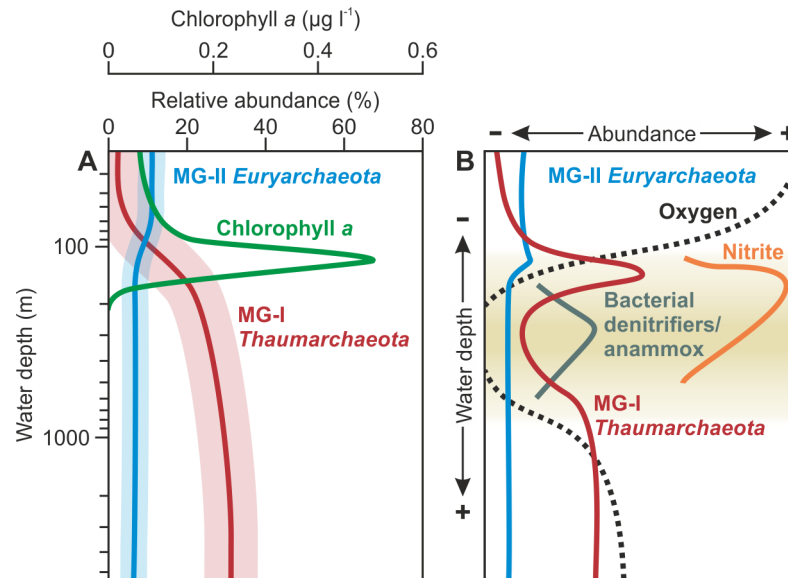 Chlorophyll a (µg l⁻¹)
0 0.2 0.4 0.6
Relative abundance (%)
0 20 40 60 80
A
MG-II Euryarchaeota
Chlorophyll a
MG-I
Thaumarchaeota
Water depth (m)
100
1000
- Abundance +
B
MG-II Euryarchaeota
Oxygen
Nitrite
Bacterial
denitrifiers/
anammox
MG-I
Thaumarchaeota
-
Water depth
+